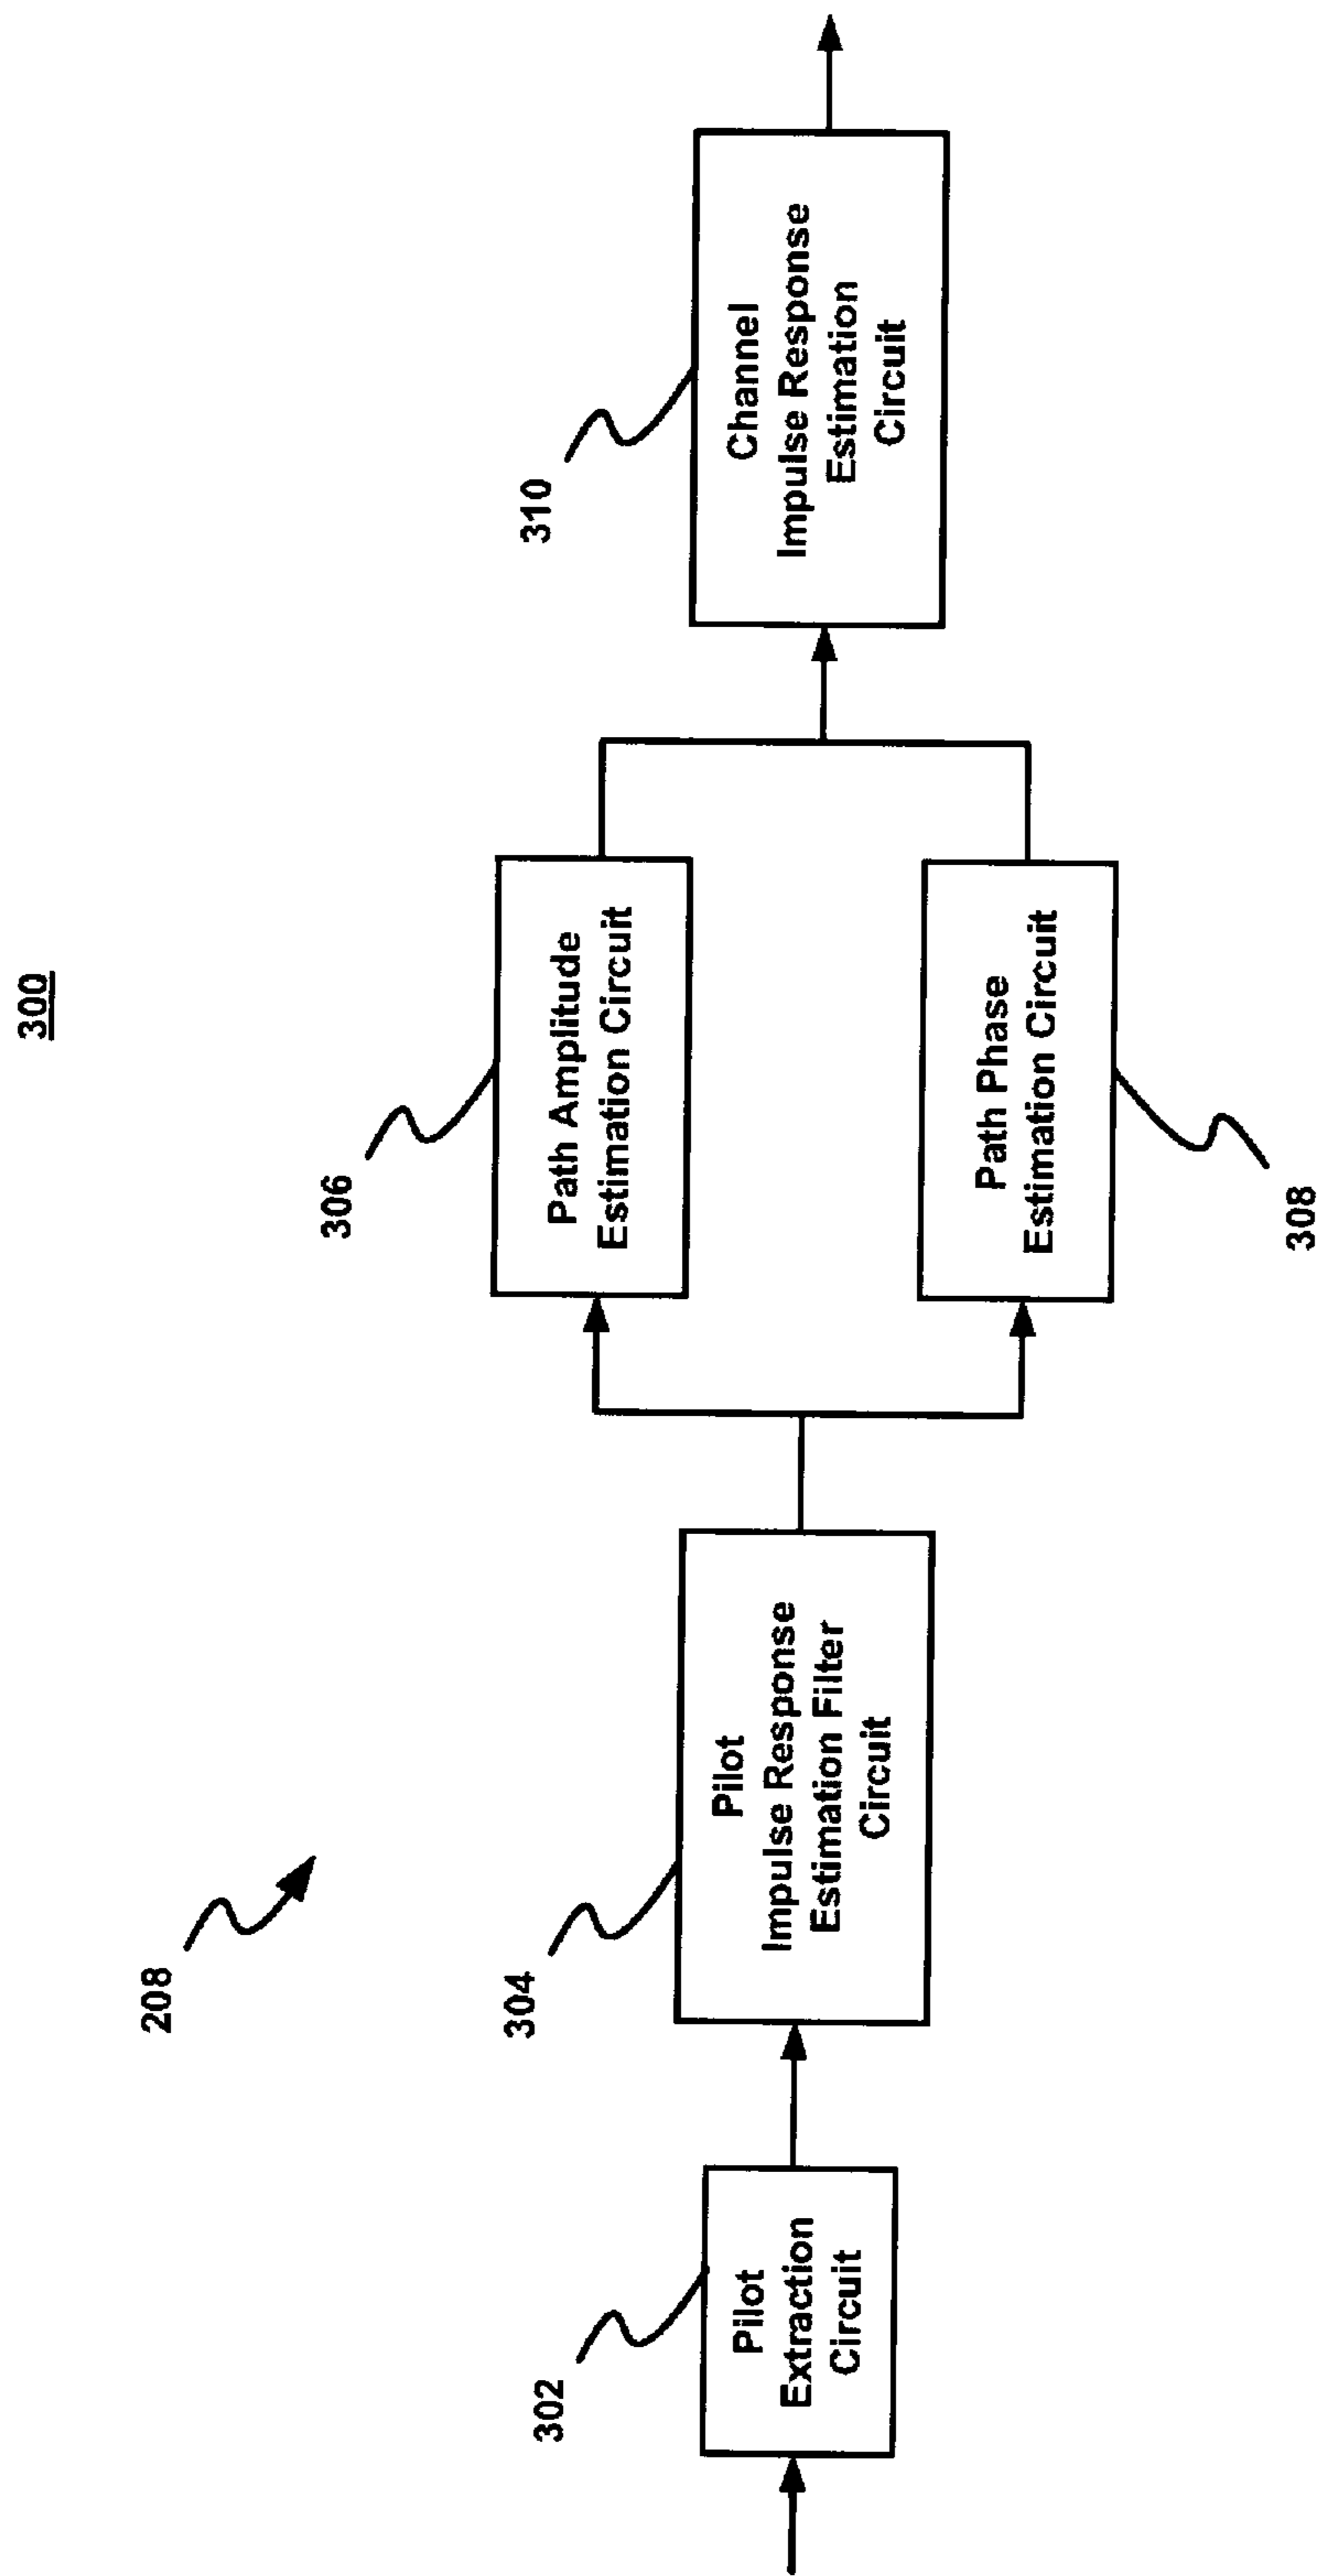 300
208
302
Pilot
Extraction
Circuit
304
Pilot
Impulse Response
Estimation Filter
Circuit
306
Path Amplitude
Estimation Circuit
Path Phase
Estimation Circuit
308
310
Channel
Impulse Response
Estimation
Circuit